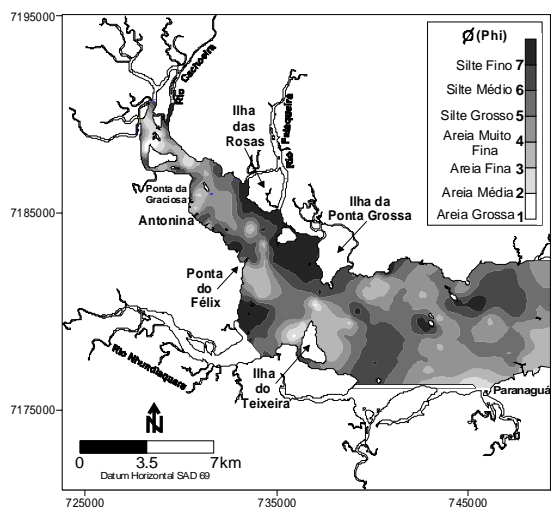 7195000
7185000
7175000
725000
735000
745000
Ø(Phi)
Silte Fino 7
Silte Médio 6
Silte Grosso 5
Areia Muito 4
Fina
Areia Fina 3
Areia Média 2
Areia Grossa 1
Rio Cachoeira
Ilha
das
Rosas
Rio Faisqueira
Ilha da
Ponta Grossa
Ponta da
Graciosa
Antonina
Ponta
do
Félix
Rio Nhundiaquara
Ilha
do
Teixeira
Paranaguá
N
0 3.5 7km
Datum Horizontal SAD 69